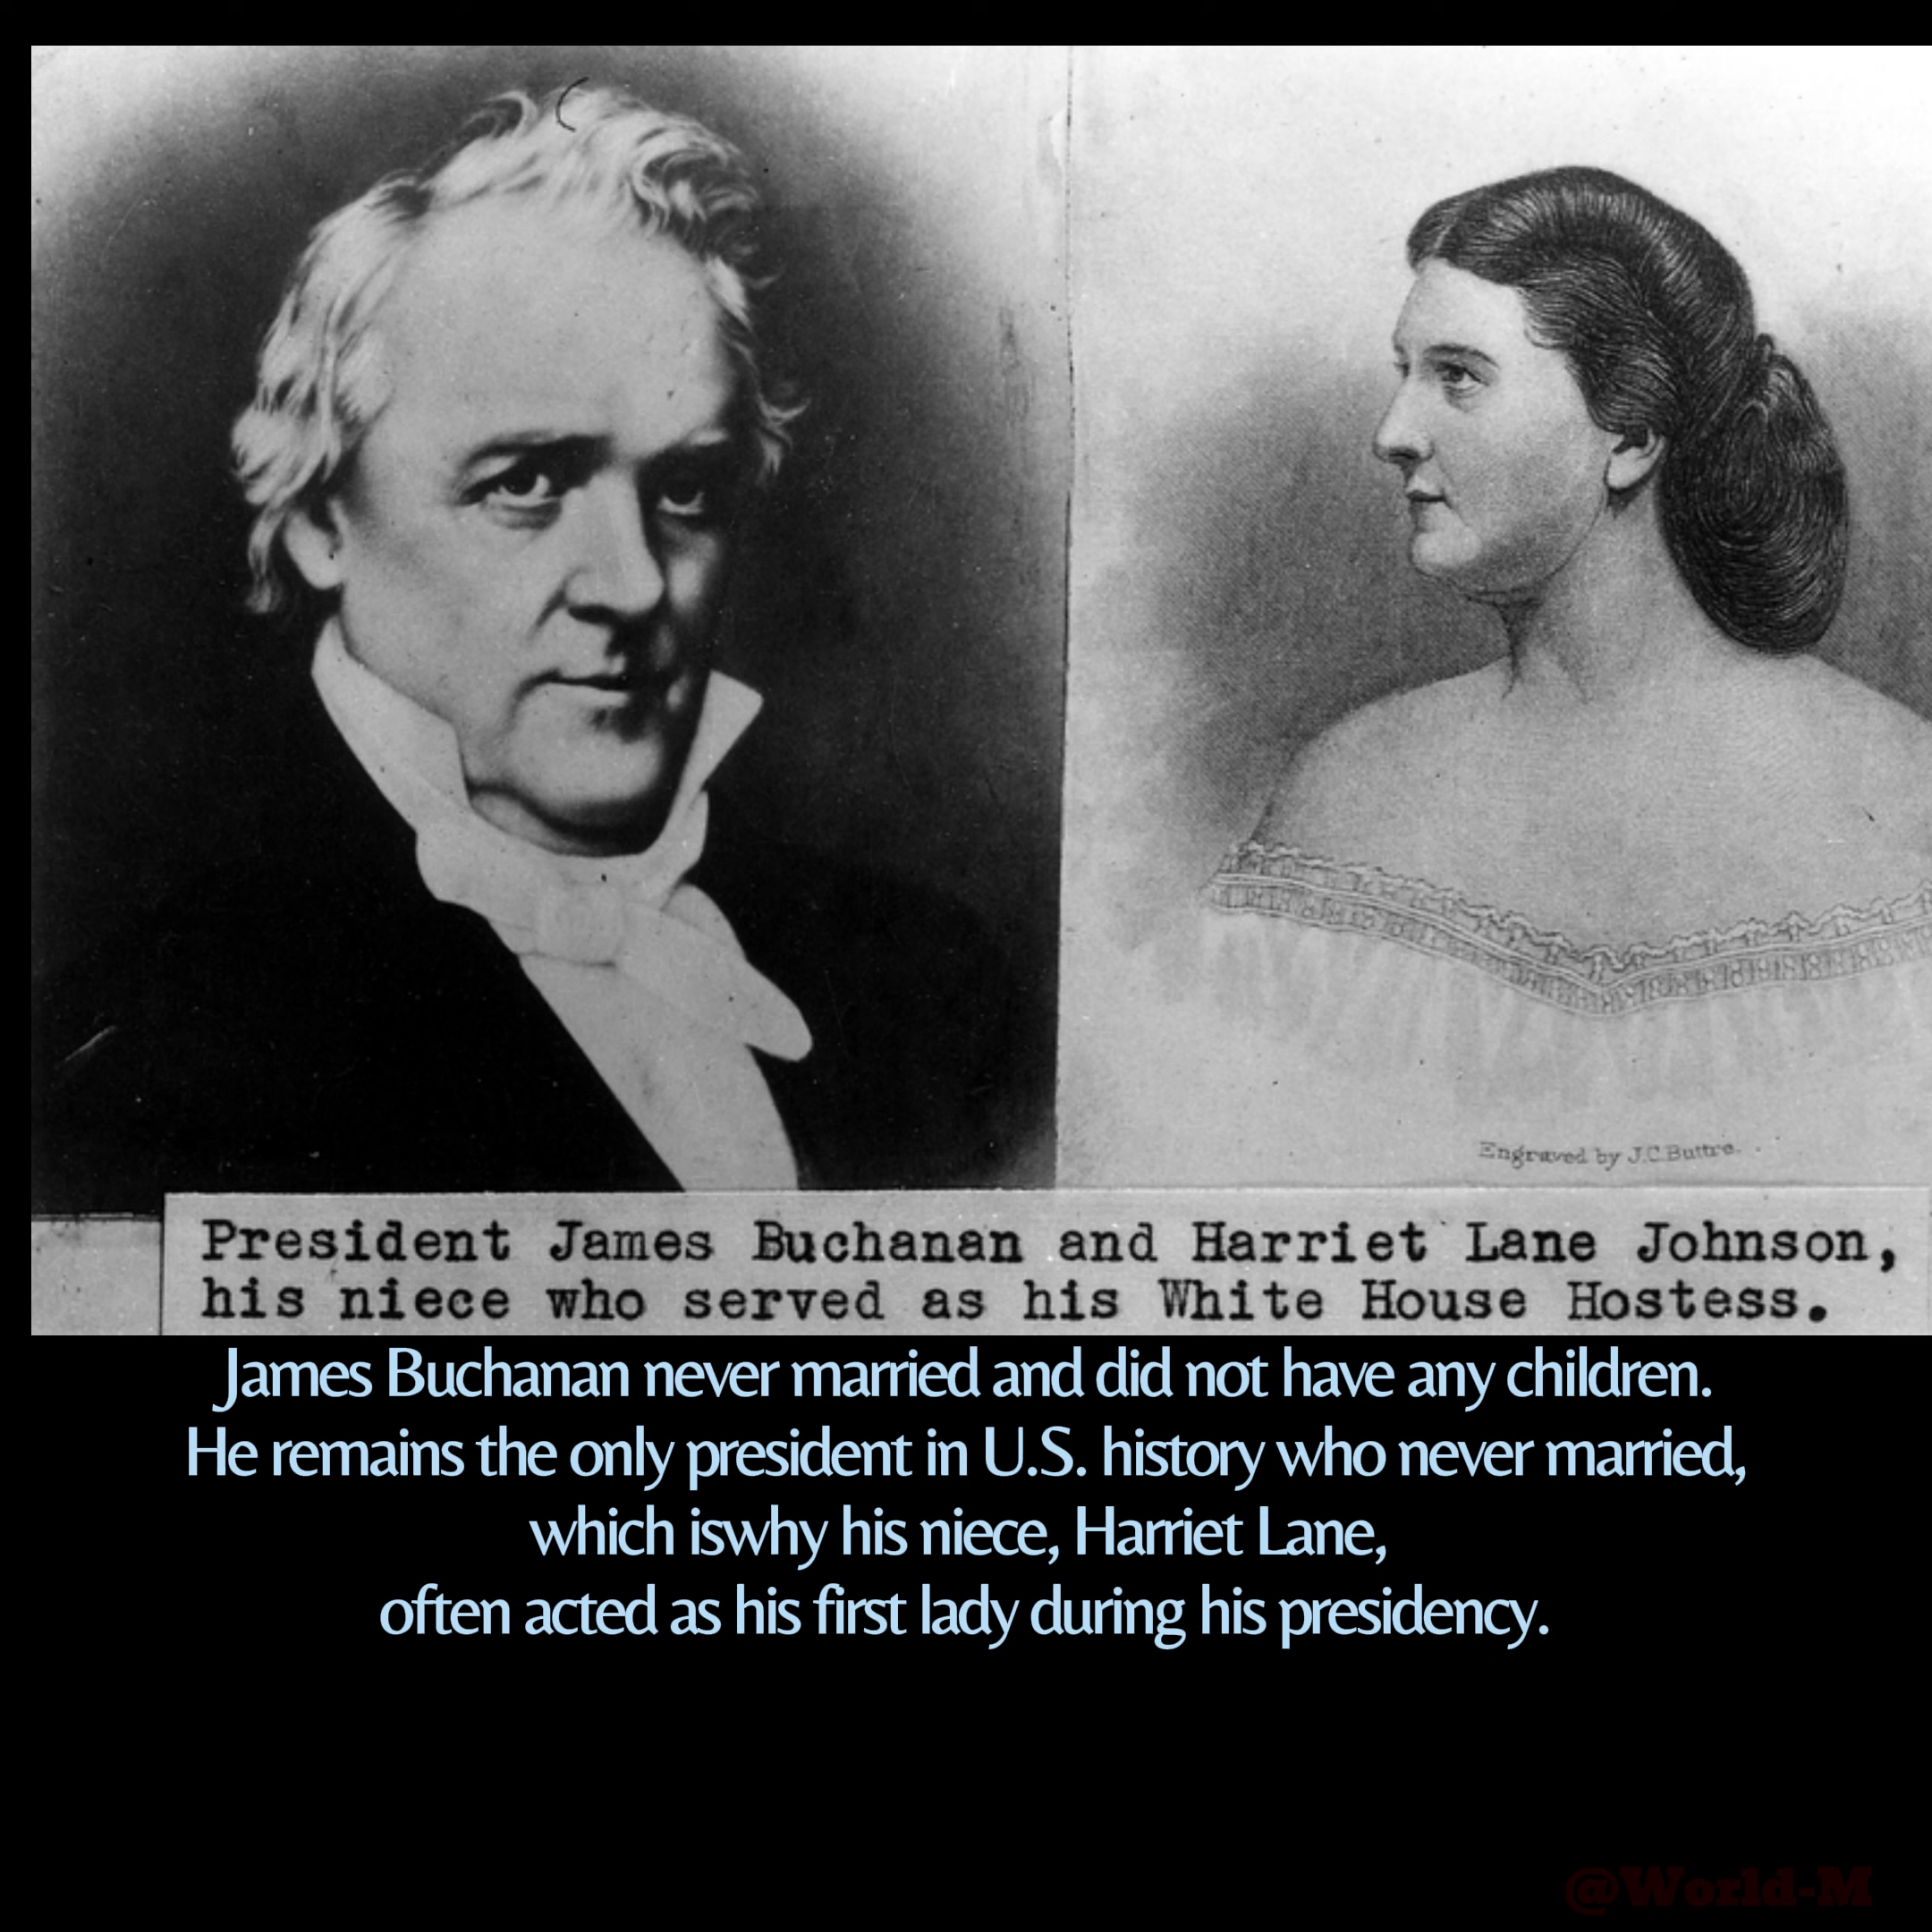 Engraved by J.C.Buttre.
President James Buchanan and Harriet Lane Johnson,
his niece who served as his White House Hostess.
James Buchanan never married and did not have any children.
He remains the only president in U.S. history who never married,
which iswhy his niece, Harriet Lane,
often acted as his first lady during his presidency.
@World-M